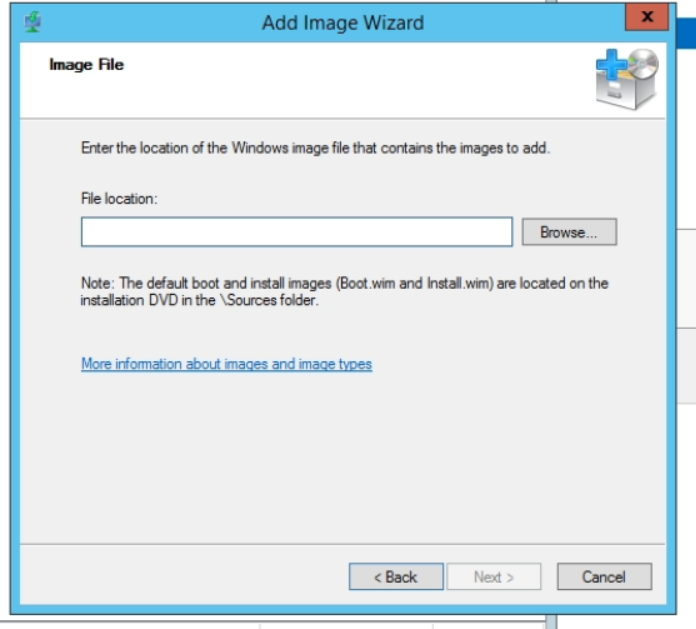 Add Image Wizard
x
Image File
Enter the location of the Windows image file that contains the images to add.
File location:
Browse...
Note: The default boot and install images (Boot.wim and Install.wim) are located on the
installation DVD in the \Sources folder.
More information about images and image types
< Back Next > Cancel